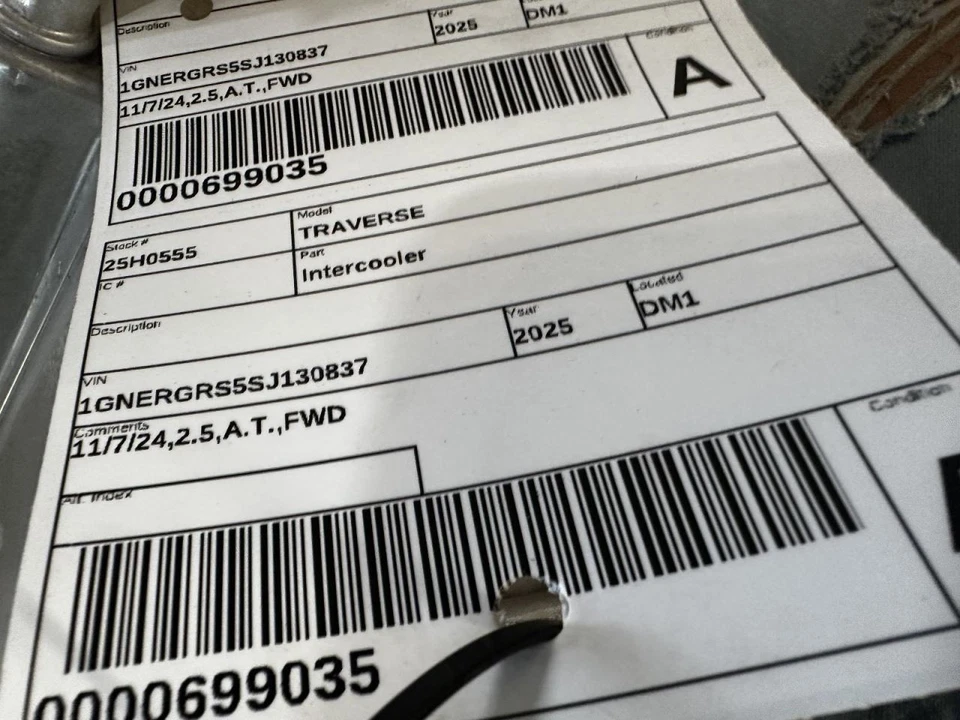 Description
Year
2025
DM1
VIN
1GNERGRS5SJ130837
11/7/24,2.5,A.T.,FWD
Condition
A
0000699035
Stock #
25H0555
Model
TRAVERSE
IC #
Part
Intercooler
Description
Year
2025
Located
DM1
VIN
1GNERGRS5SJ130837
Comments
11/7/24,2.5,A.T.,FWD
Alt. Index
Condition
0000699035